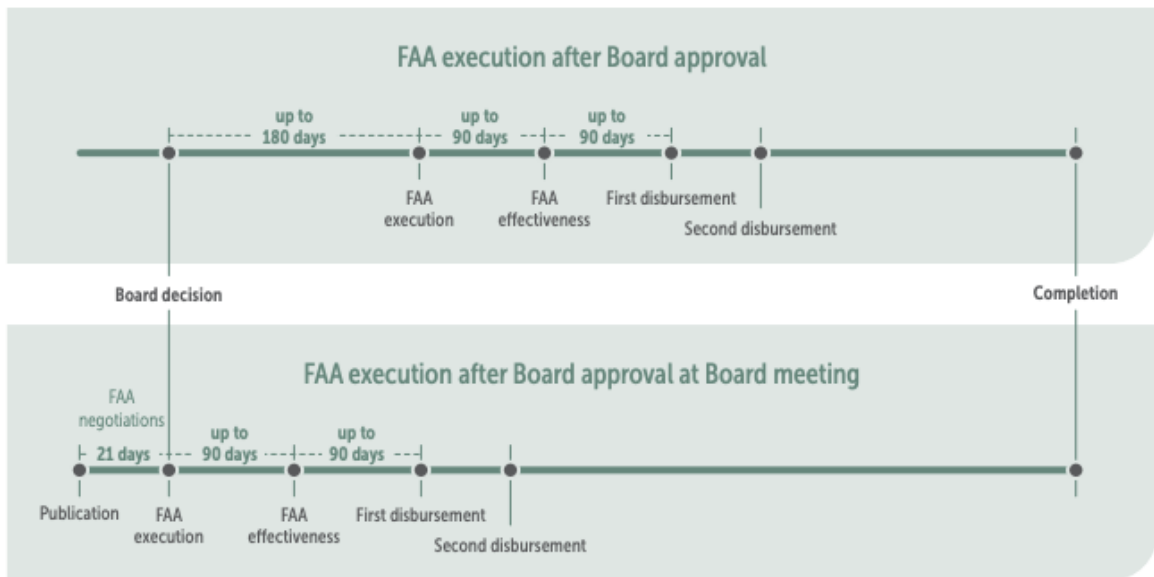 FAA execution after Board approval
up to
180 days
up to
90 days
up to
90 days
FAA
execution
FAA
effectiveness
First disbursement
Second disbursement
Board decision
Completion
FAA execution after Board approval at Board meeting
FAA
negotiations
21 days
up to
90 days
up to
90 days
Publication
FAA
execution
FAA
effectiveness
First disbursement
Second disbursement